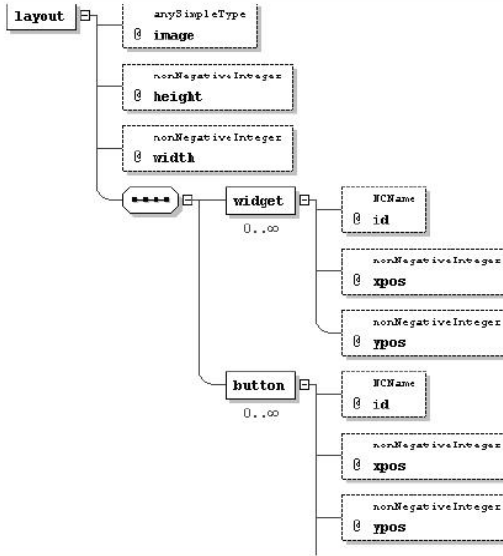 layout
anySimpleType
@ image
nonNegativeInteger
@ height
nonNegativeInteger
@ width
widget
0..∞
NCName
@ id
nonNegativeInteger
@ xpos
nonNegativeInteger
@ ypos
button
0..∞
NCName
@ id
nonNegativeInteger
@ xpos
nonNegativeInteger
@ ypos